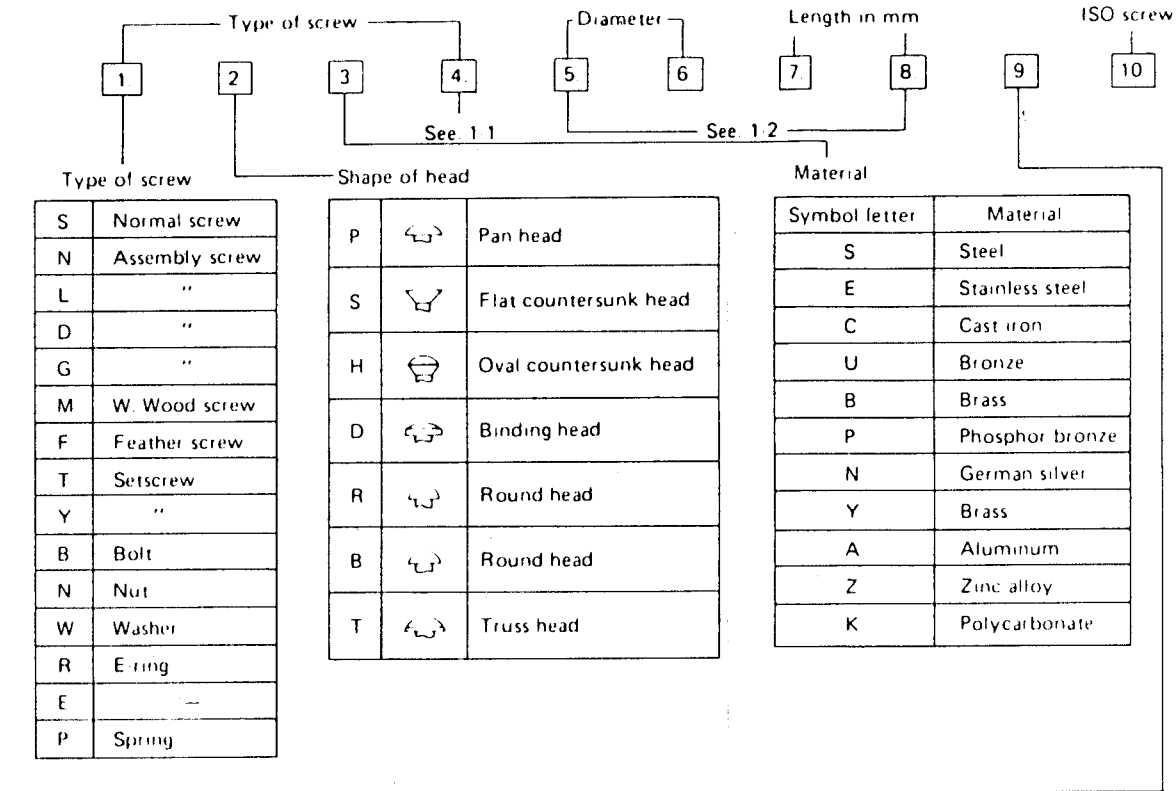 Type of screw Diameter Length in mm ISO screw
1 2 3 4 5 6 7 8 9 10
See 1-1 See 1-2
Type of screw
S Normal screw
N Assembly screw
L "
D "
G "
M W. Wood screw
F Feather screw
T Setscrew
Y "
B Bolt
N Nut
W Washer
R E-ring
E —
P Spring
Shape of head
P Pan head
S Flat countersunk head
H Oval countersunk head
D Binding head
R Round head
B Round head
T Truss head
Material
Symbol letter Material
S Steel
E Stainless steel
C Cast iron
U Bronze
B Brass
P Phosphor bronze
N German silver
Y Brass
A Aluminum
Z Zinc alloy
K Polycarbonate